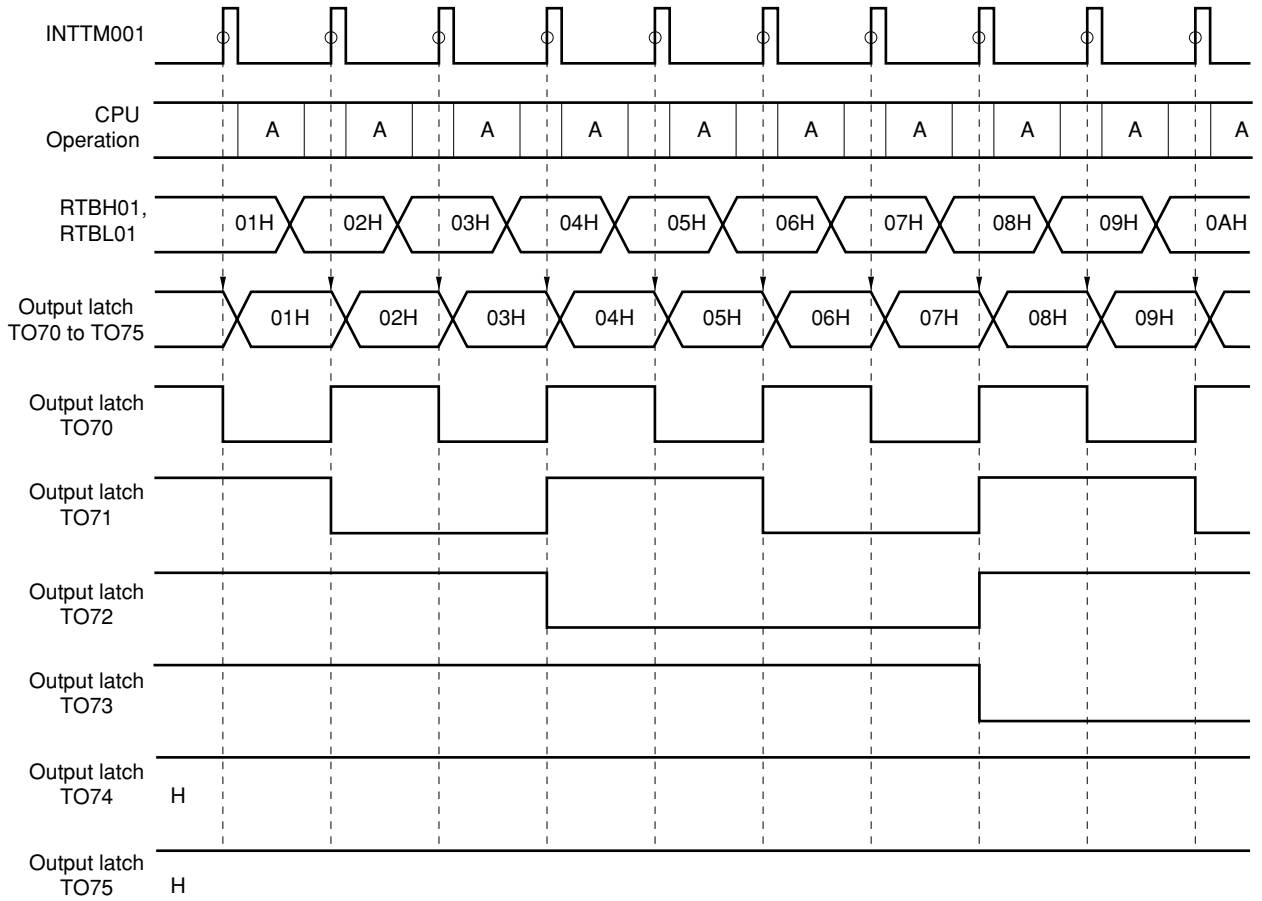 INTTM001
CPU
Operation
A A A A A A A A A A
RTBH01,
RTBL01
01H 02H 03H 04H 05H 06H 07H 08H 09H 0AH
Output latch
TO70 to TO75
01H 02H 03H 04H 05H 06H 07H 08H 09H
Output latch
TO70
Output latch
TO71
Output latch
TO72
Output latch
TO73
Output latch
TO74
H
Output latch
TO75
H